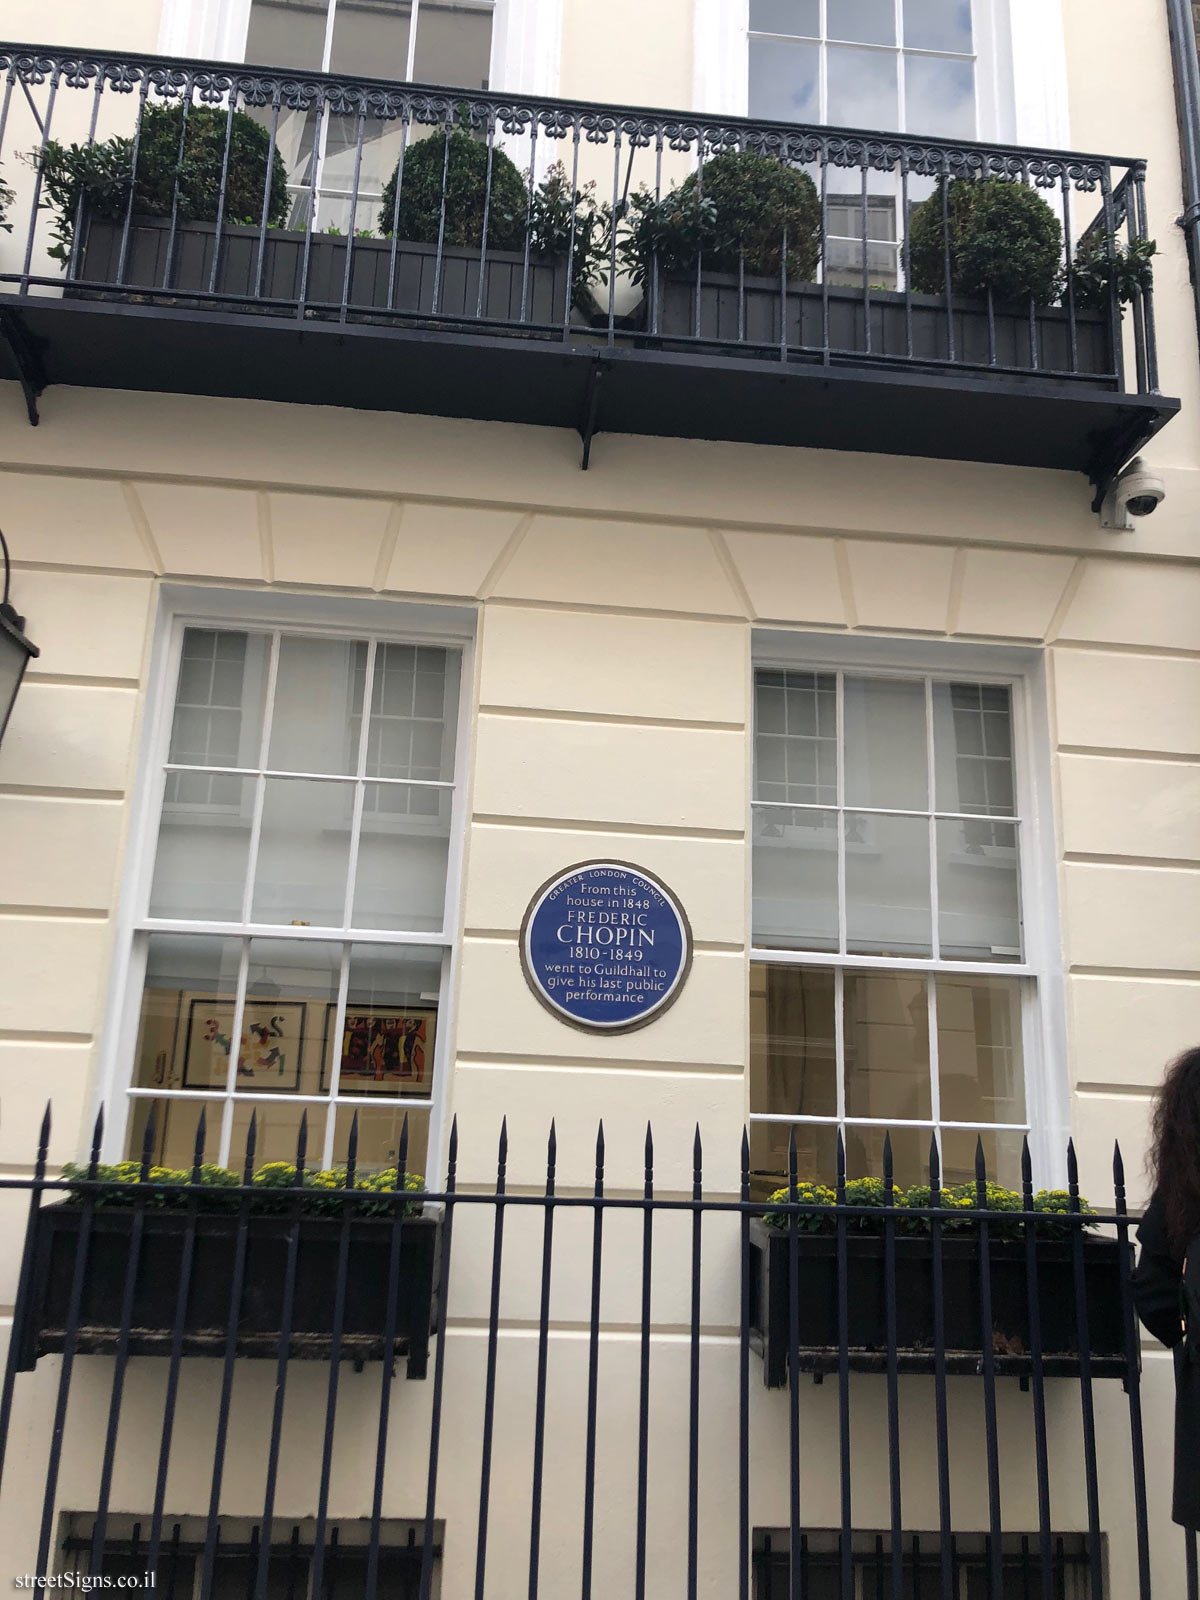 GREATER LONDON COUNCIL
From this
house in 1848
FREDERIC
CHOPIN
1810-1849
went to Guildhall to
give his last public
performance
streetSigns.co.il